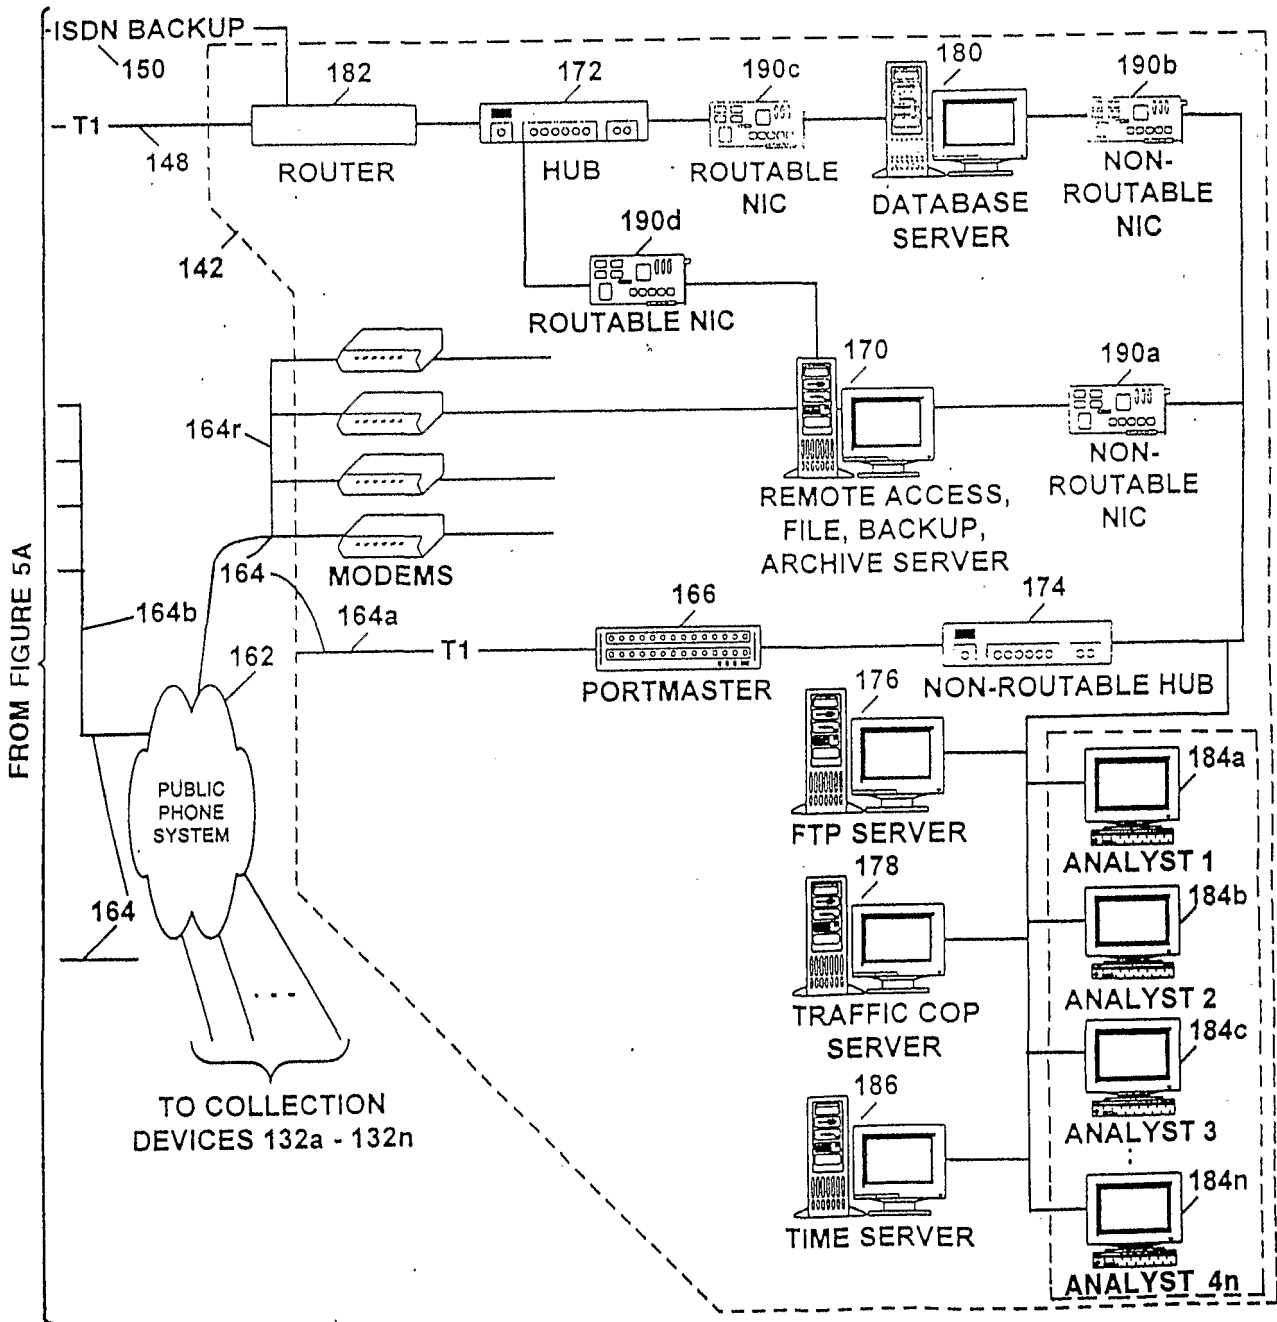 ISDN BACKUP
150
182
172
190c
180
190b
T1
148
ROUTER
HUB
ROUTABLE
NIC
DATABASE
SERVER
NON-
ROUTABLE
NIC
142
190d
ROUTABLE NIC
170
190a
164r
NON-
ROUTABLE
NIC
REMOTE ACCESS,
FILE, BACKUP,
ARCHIVE SERVER
164
MODEMS
FROM FIGURE 5A
164b
164a
166
174
T1
162
PORTMASTER
NON-ROUTABLE HUB
176
184a
PUBLIC
PHONE
SYSTEM
FTP SERVER
ANALYST 1
178
184b
164
ANALYST 2
TRAFFIC COP
SERVER
184c
TO COLLECTION
DEVICES 132a - 132n
186
ANALYST 3
184n
TIME SERVER
ANALYST 4n